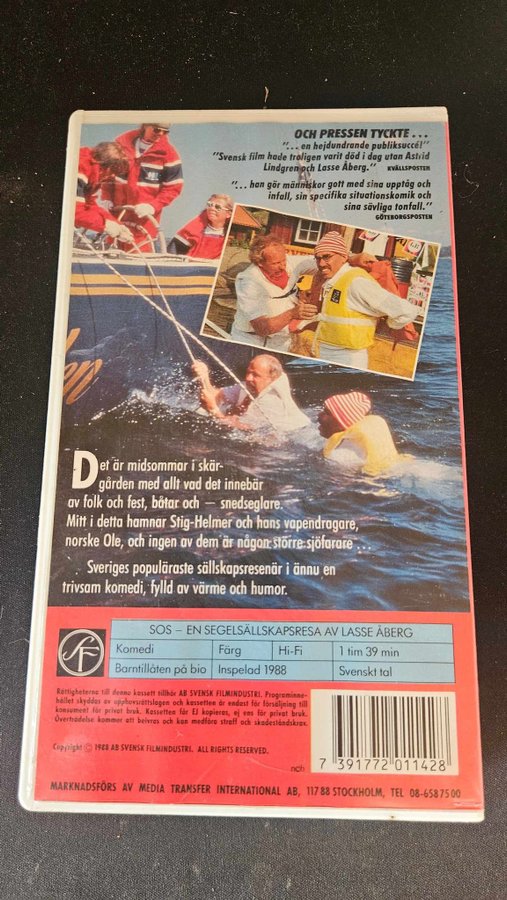 OCH PRESSEN TYCKTE...
"... en hejdundrande publiksuccé!"
"Svensk film hade troligen varit död i dag utan Astrid
Lindgren och Lasse Åberg." KVÄLLSPOSTEN
"... han gör människor gott med sina upptåg och
infall, sin specifika situationskomik och
sina sävliga tonfall."
GÖTEBORGSPOSTEN
Det är midsommar i skär-
gården med allt vad det innebär
av folk och fest, båtar och — snedseglare.
Mitt i detta hamnar Stig-Helmer och hans vapendragare,
norske Ole, och ingen av dem är någon större sjöfarare ...
Sveriges populäraste sällskapsresenär i ännu en
trivsam komedi, fylld av värme och humor.
SF
SOS – EN SEGELSÄLLSKAPSRESA AV LASSE ÅBERG
Komedi Färg Hi-Fi 1 tim 39 min
Barntillåten på bio Inspelad 1988 Svenskt tal
Rättigheterna till denna kassett tillhör AB SVENSK FILMINDUSTRI. Programinne-
hållet skyddas av upphovsrättslagen och kassetten är endast för försäljning till
konsument för privat bruk. Kassetten får EJ kopieras, ej ens för privat bruk.
Överträdelse kommer att beivras och kan medföra straff och skadeståndskrav.
Copyright © 1988 AB SVENSK FILMINDUSTRI. ALL RIGHTS RESERVED.
7 391772 011428
MARKNADSFÖRS AV MEDIA TRANSFER INTERNATIONAL AB, 117 88 STOCKHOLM, TEL 08-658 75 00